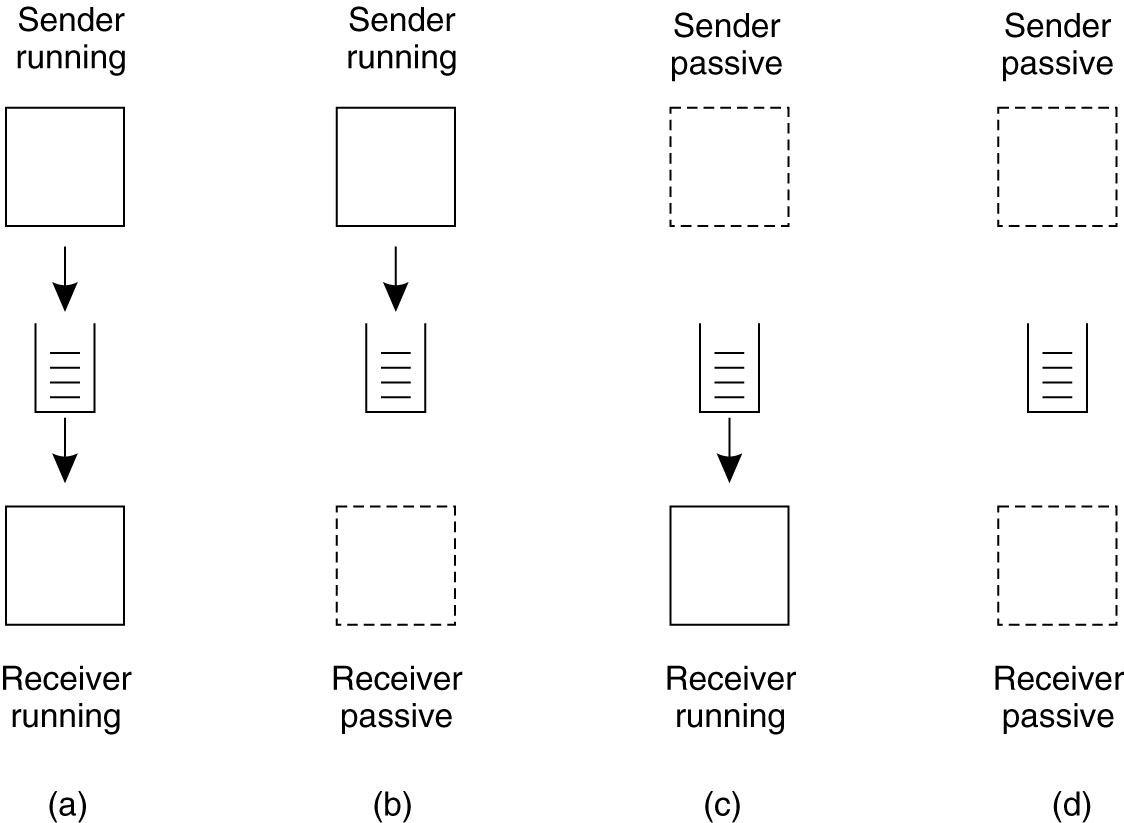 Sender
running
Sender
running
Sender
passive
Sender
passive
Receiver
running
Receiver
passive
Receiver
running
Receiver
passive
(a)
(b)
(c)
(d)